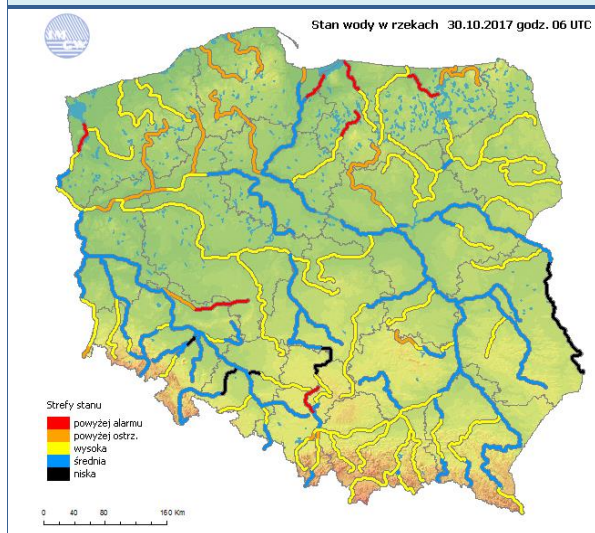 Stan wody w rzekach 30.10.2017 godz. 06 UTC
Strefy stanu
powyżej alarmu
powyżej ostrz.
wysoka
średnia
niska
0 40 80 120 160 Km